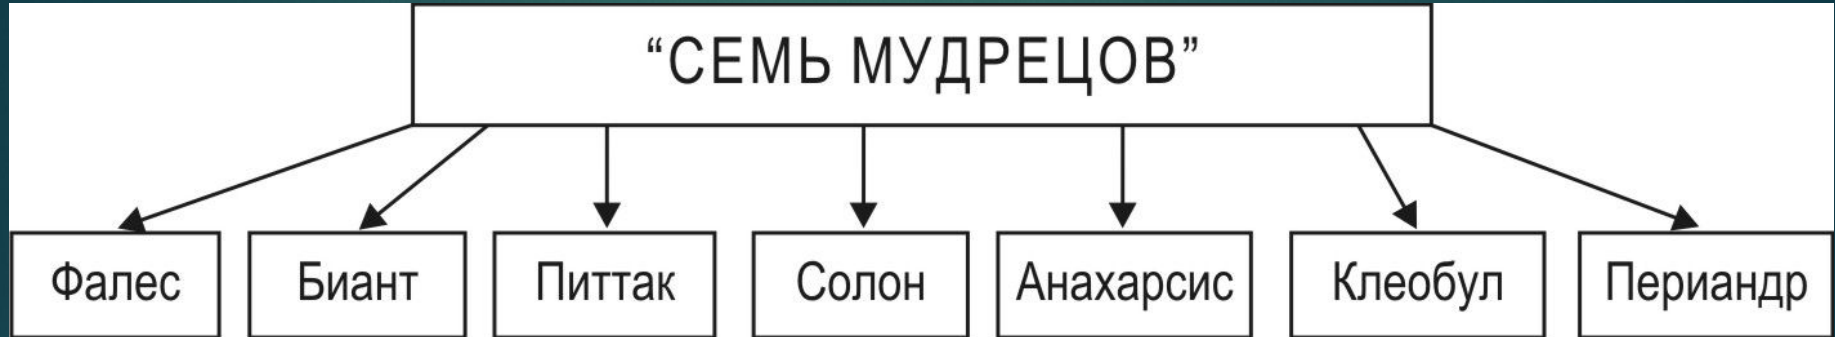 “СЕМЬ МУДРЕЦОВ”
Фалес Биант Питтак Солон Анахарсис Клеобул Периандр